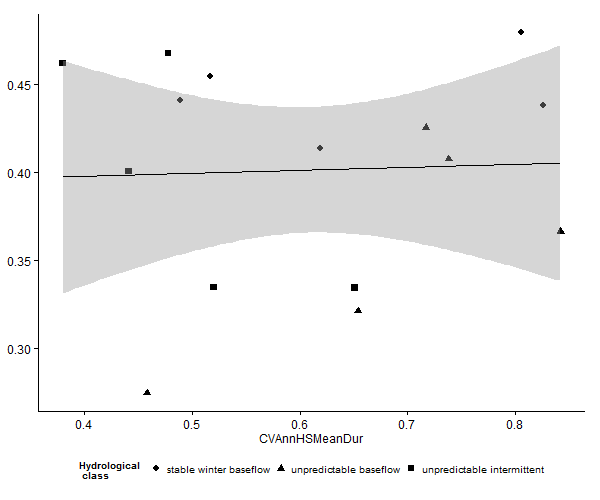 0.45
0.40
0.35
0.30
0.4 0.5 0.6 0.7 0.8
CVAnnHSMeanDur
Hydrological
class
stable winter baseflow unpredictable baseflow unpredictable intermittent